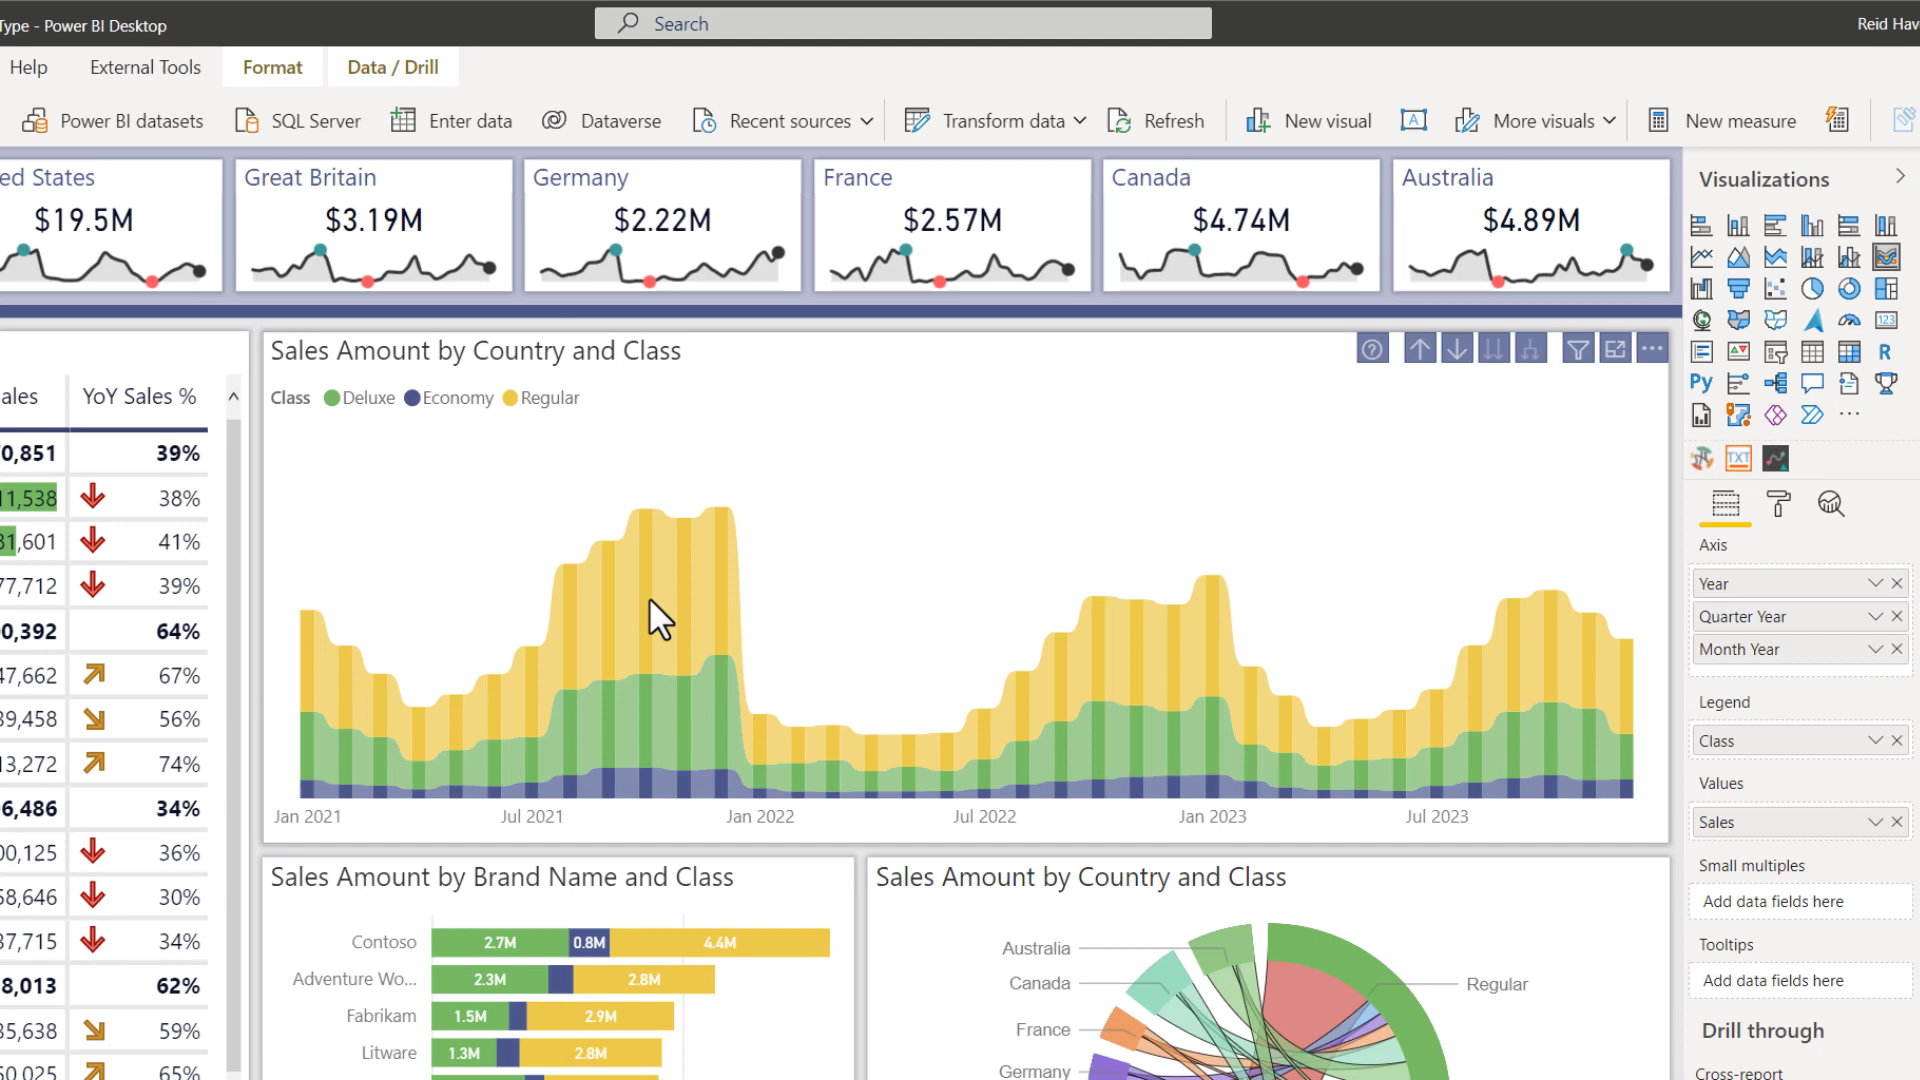 Type - Power BI Desktop
Search
Reid Hav
Help
External Tools
Format
Data / Drill
Power BI datasets
SQL Server
Enter data
Dataverse
Recent sources
Transform data
Refresh
New visual
A
More visuals
New measure
ed States
$19.5M
Great Britain
$3.19M
Germany
$2.22M
France
$2.57M
Canada
$4.74M
Australia
$4.89M
ales
YoY Sales %
70,851 39%
11,538 38%
31,601 41%
77,712 39%
0,392 64%
47,662 67%
39,458 56%
13,272 74%
6,486 34%
00,125 36%
58,646 30%
37,715 34%
8,013 62%
35,638 59%
50,025 65%
Sales Amount by Country and Class
Class Deluxe Economy Regular
Jan 2021
Jul 2021
Jan 2022
Jul 2022
Jan 2023
Jul 2023
Sales Amount by Brand Name and Class
Contoso 2.7M 0.8M 4.4M
Adventure Wo... 2.3M 2.8M
Fabrikam 1.5M 2.9M
Litware 1.3M 2.8M
Sales Amount by Country and Class
Australia
Canada
France
Germany
Regular
Visualizations
123
R
Py
TXT
Axis
Year
Quarter Year
Month Year
Legend
Class
Values
Sales
Small multiples
Add data fields here
Tooltips
Add data fields here
Drill through
Cross-report